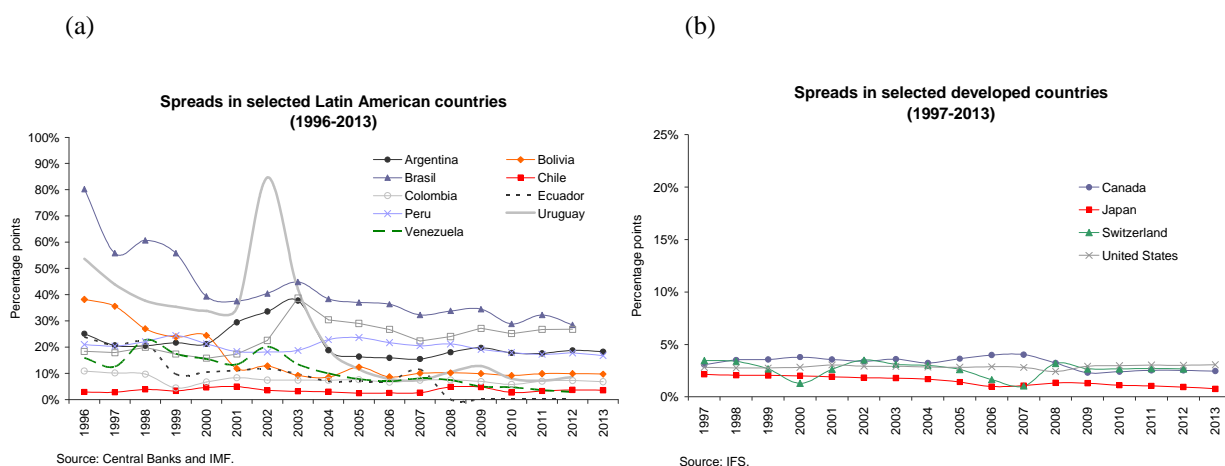 (a)
(b)
Spreads in selected Latin American countries
(1996-2013)
100%
90%
80%
70%
60%
50%
40%
30%
20%
10%
0%
Percentage points
Argentina
Bolivia
Brasil
Chile
Colombia
Ecuador
Peru
Uruguay
Venezuela
1996
1997
1998
1999
2000
2001
2002
2003
2004
2005
2006
2007
2008
2009
2010
2011
2012
2013
Source: Central Banks and IMF.
Spreads in selected developed countries
(1997-2013)
25%
20%
15%
10%
5%
0%
Percentage points
Canada
Japan
Switzerland
United States
1997
1998
1999
2000
2001
2002
2003
2004
2005
2006
2007
2008
2009
2010
2011
2012
2013
Source: IFS.